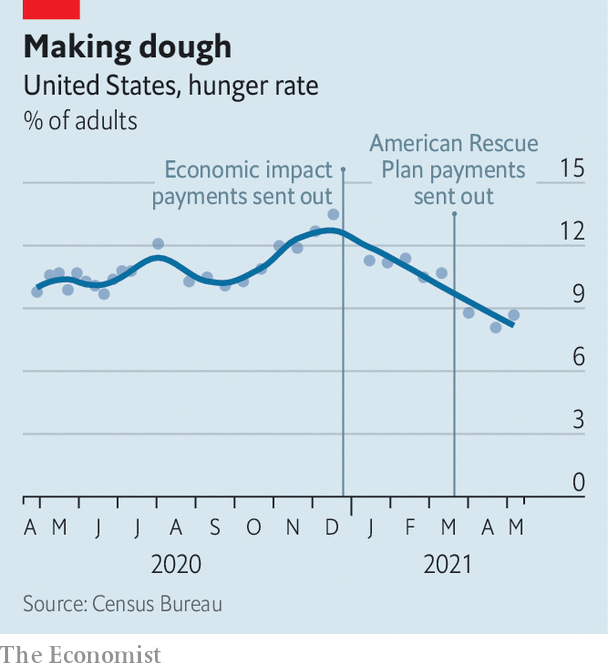 Making dough
United States, hunger rate
% of adults
Economic impact
payments sent out
American Rescue
Plan payments
sent out
15
12
9
6
3
0
A M J J A S O N D J F M A M
2020 2021
Source: Census Bureau
The Economist